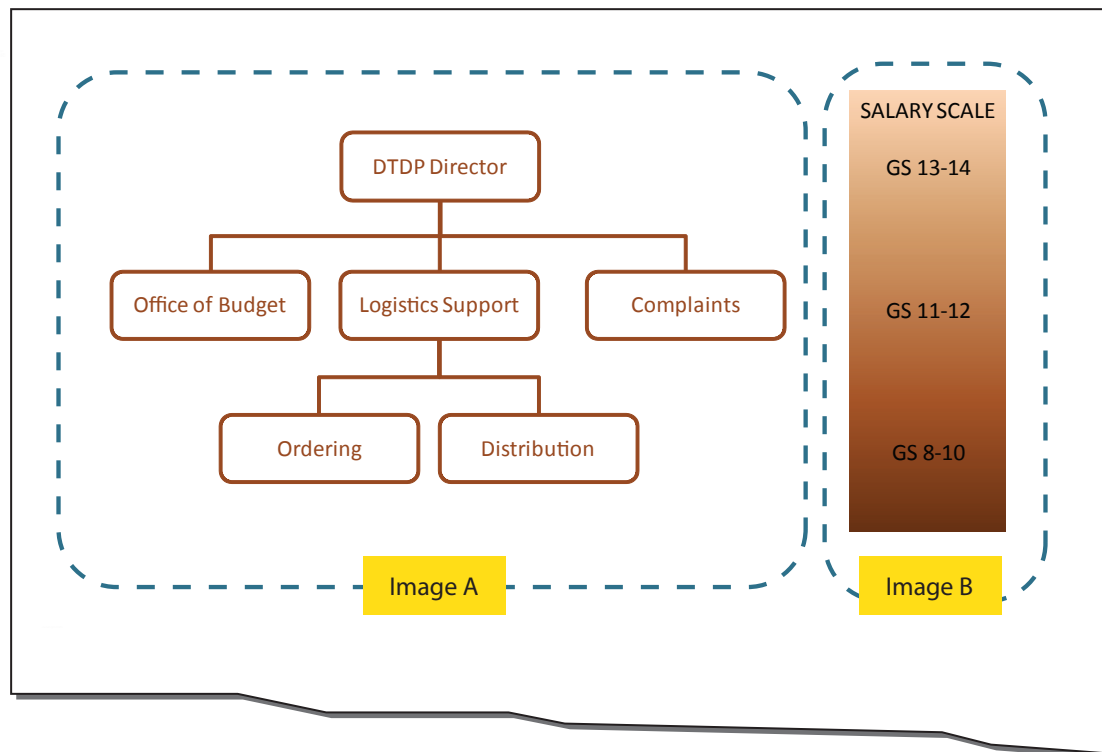 DTDP Director
Office of Budget
Logistics Support
Complaints
Ordering
Distribution
Image A
SALARY SCALE
GS 13-14
GS 11-12
GS 8-10
Image B